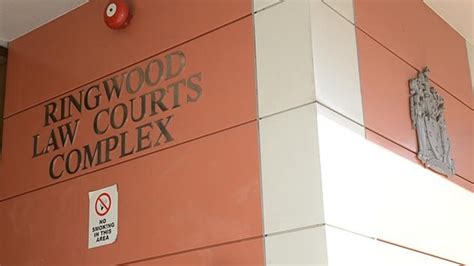 RINGWOOD
LAW COURTS
COMPLEX
NO
SMOKING
IN THIS
AREA